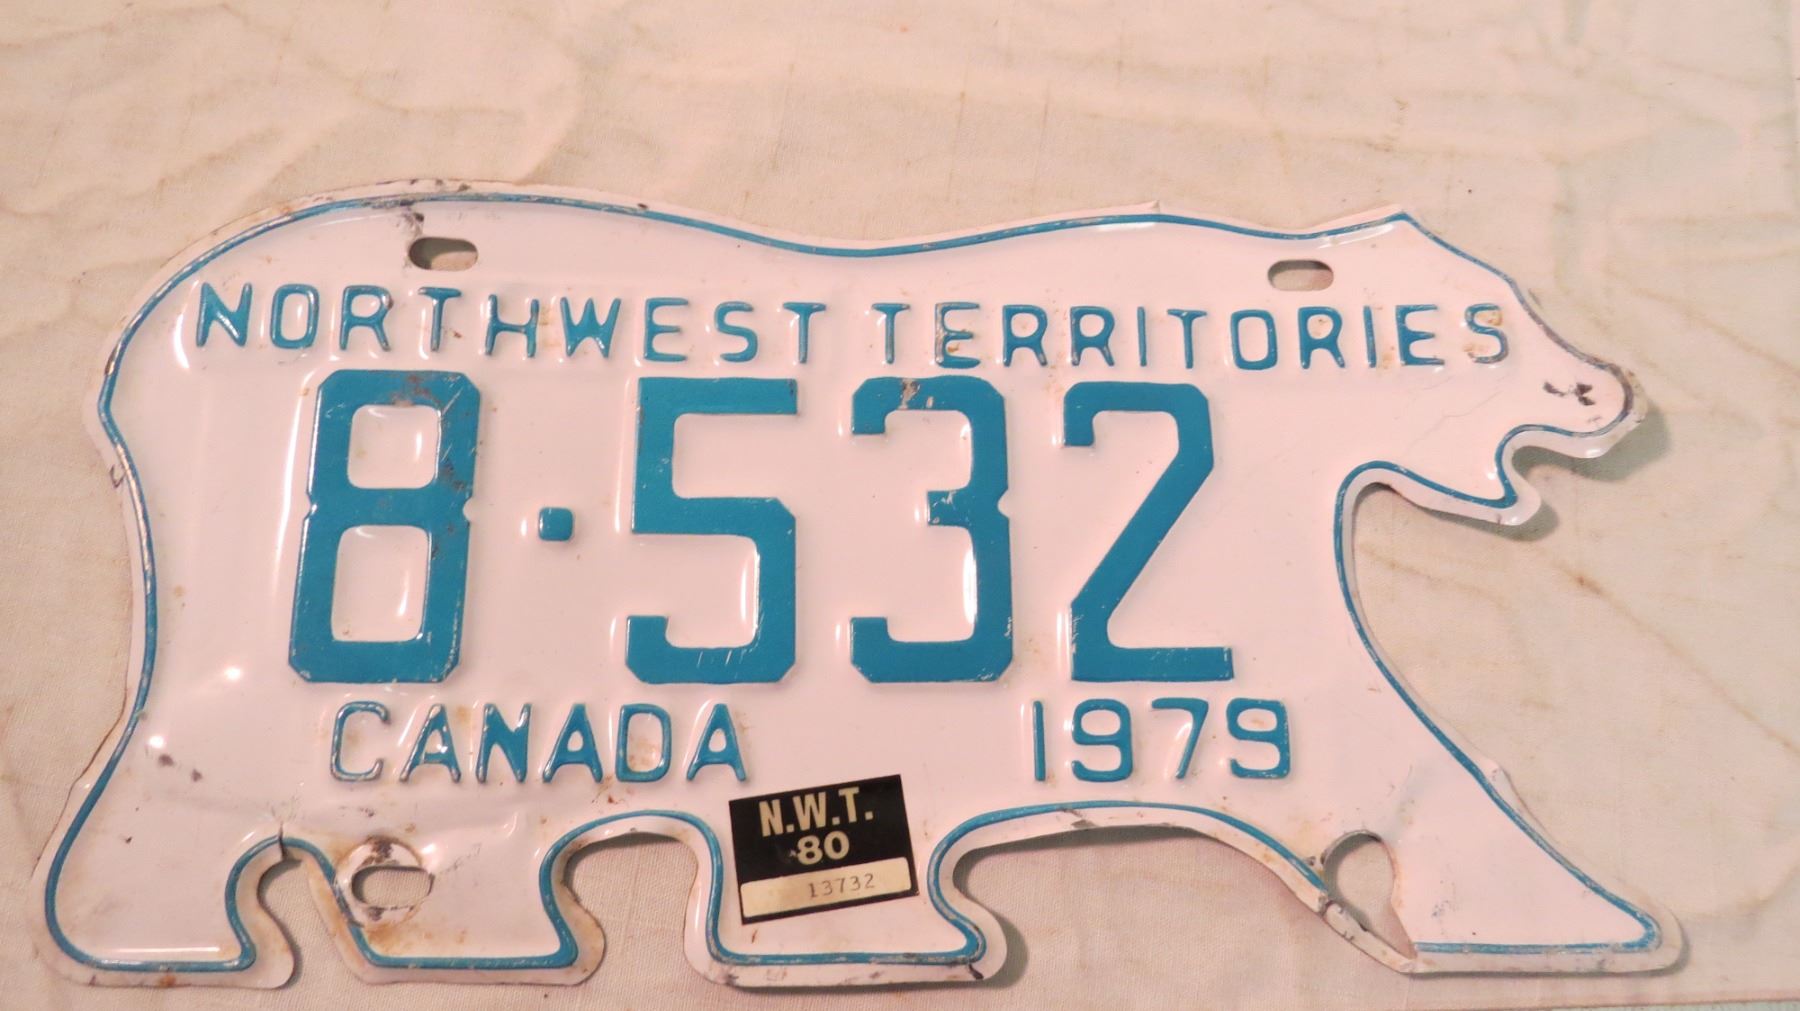 NORTHWEST TERRITORIES
8·532
CANADA 1979
N.W.T.
80
13732